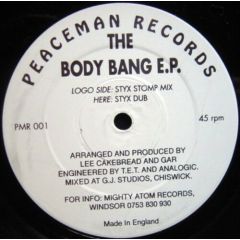 PEACEMAN RECORDS
THE
BODY BANG E.P.
LOGO SIDE: STYX STOMP MIX
HERE: STYX DUB
PMR 001
45 rpm
ARRANGED AND PRODUCED BY
LEE CAKEBREAD AND GAR
ENGINEERED BY T.E.T. AND ANALOGIC.
MIXED AT G.J. STUDIOS, CHISWICK.
FOR INFO: MIGHTY ATOM RECORDS,
WINDSOR 0753 830 930
Made In England